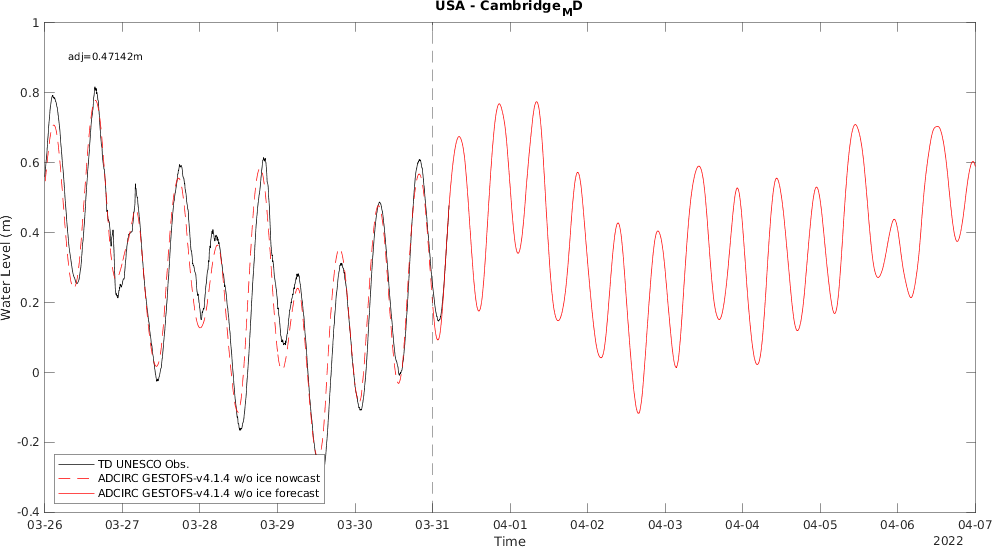 USA - Cambridge_MD
adj=0.47142m
Water Level (m)
1
0.8
0.6
0.4
0.2
0
-0.2
-0.4
TD UNESCO Obs.
ADCIRC GESTOFS-v4.1.4 w/o ice nowcast
ADCIRC GESTOFS-v4.1.4 w/o ice forecast
03-26 03-27 03-28 03-29 03-30 03-31 04-01 04-02 04-03 04-04 04-05 04-06 04-07
Time
2022